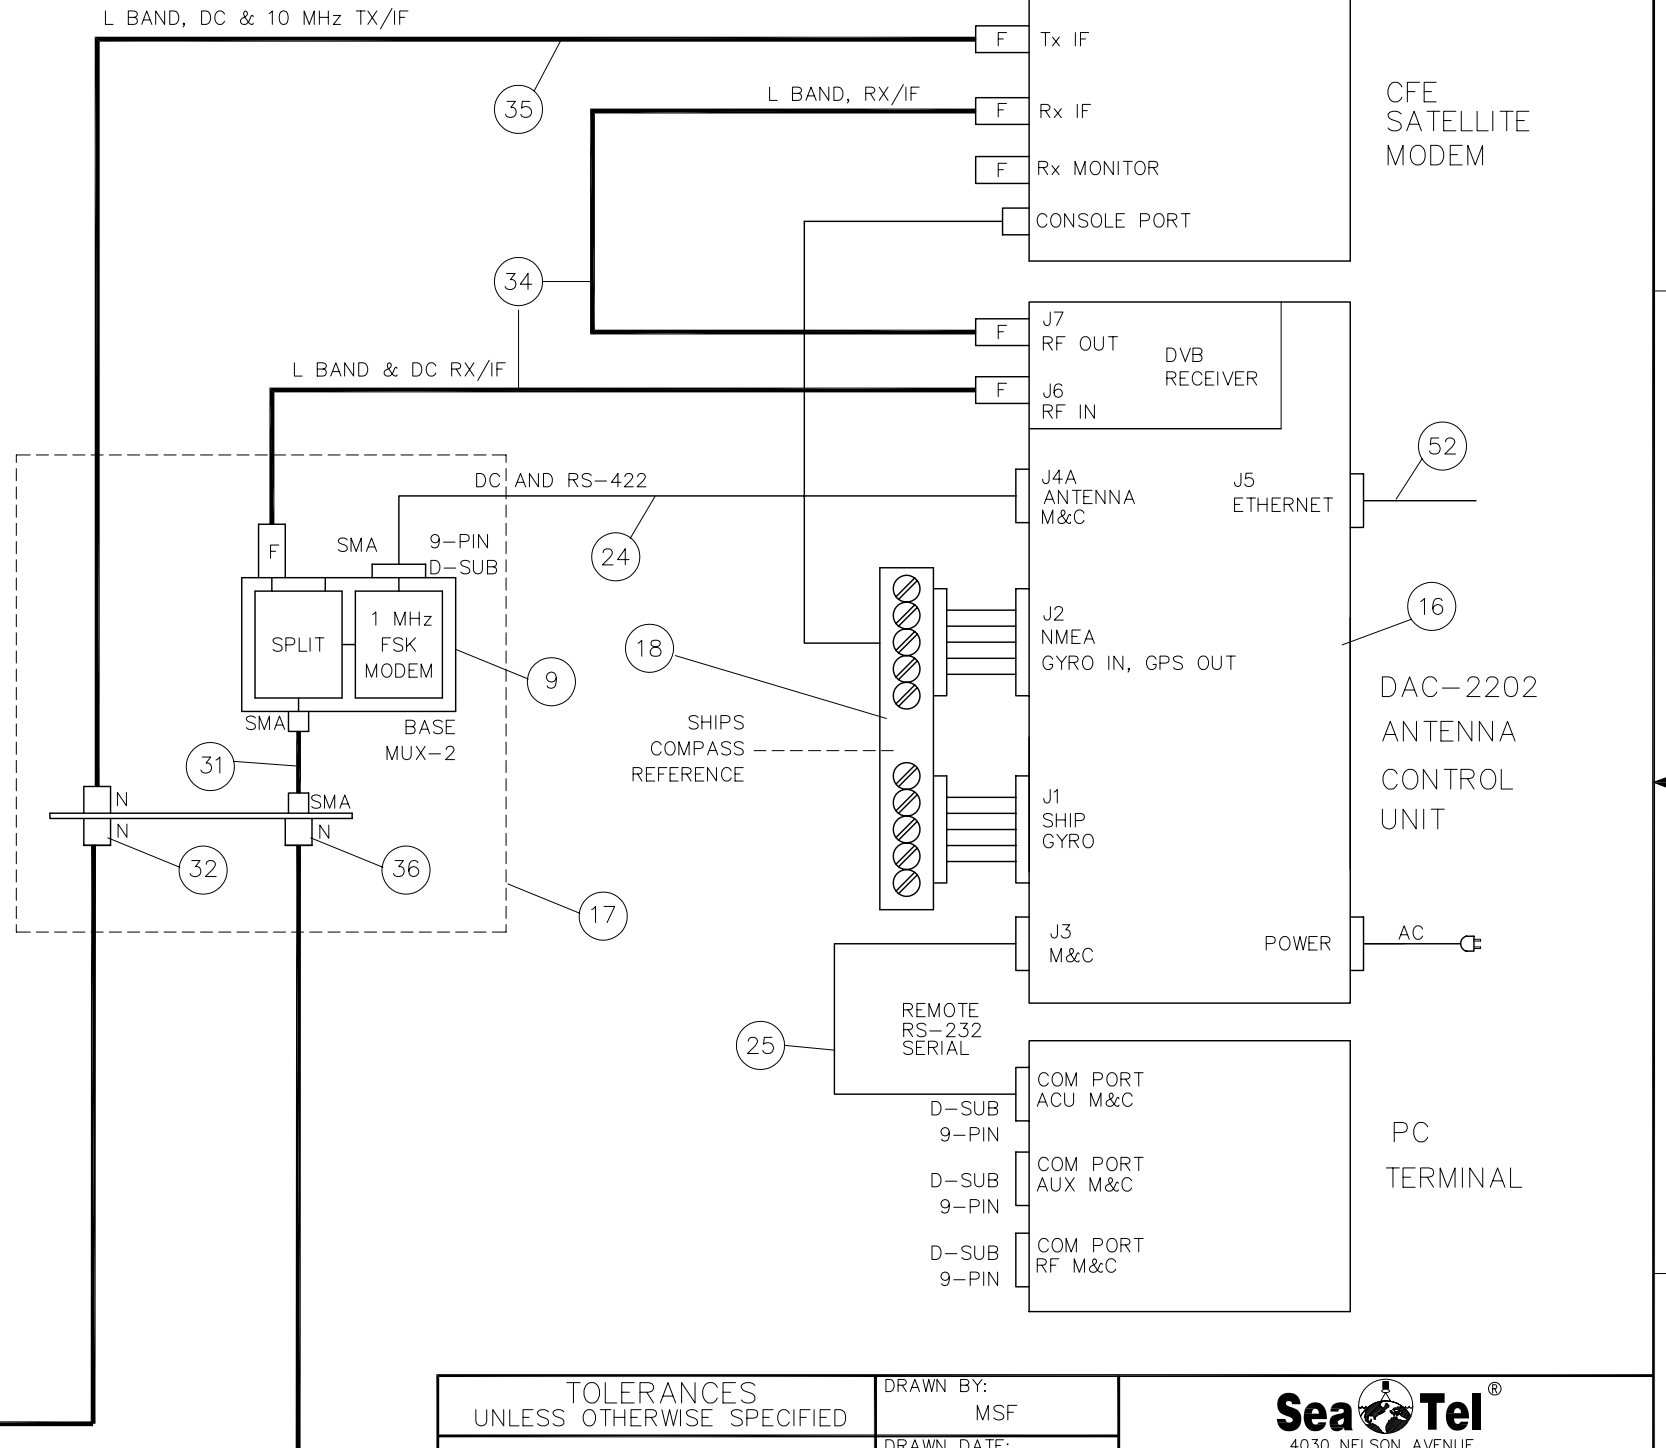 L BAND, DC & 10 MHz TX/IF
F
Tx IF
35
L BAND, RX/IF
F
Rx IF
F
Rx MONITOR
CONSOLE PORT
CFE
SATELLITE
MODEM
34
F
J7
RF OUT
DVB
RECEIVER
L BAND & DC RX/IF
F
J6
RF IN
52
DC AND RS-422
J4A
ANTENNA
M&C
J5
ETHERNET
24
F
SMA
9-PIN
D-SUB
SPLIT
1 MHz
FSK
MODEM
9
SMA
BASE
MUX-2
18
J2
NMEA
GYRO IN, GPS OUT
16
DAC-2202
ANTENNA
CONTROL
UNIT
SHIPS
COMPASS
REFERENCE
31
N
SMA
N
N
32
36
17
J1
SHIP
GYRO
J3
M&C
POWER
AC
REMOTE
RS-232
SERIAL
25
COM PORT
ACU M&C
D-SUB
9-PIN
COM PORT
AUX M&C
D-SUB
9-PIN
COM PORT
RF M&C
D-SUB
9-PIN
PC
TERMINAL
TOLERANCES
UNLESS OTHERWISE SPECIFIED
DRAWN BY:
MSF
DRAWN DATE:
Sea Tel ®
4030 NELSON AVENUE